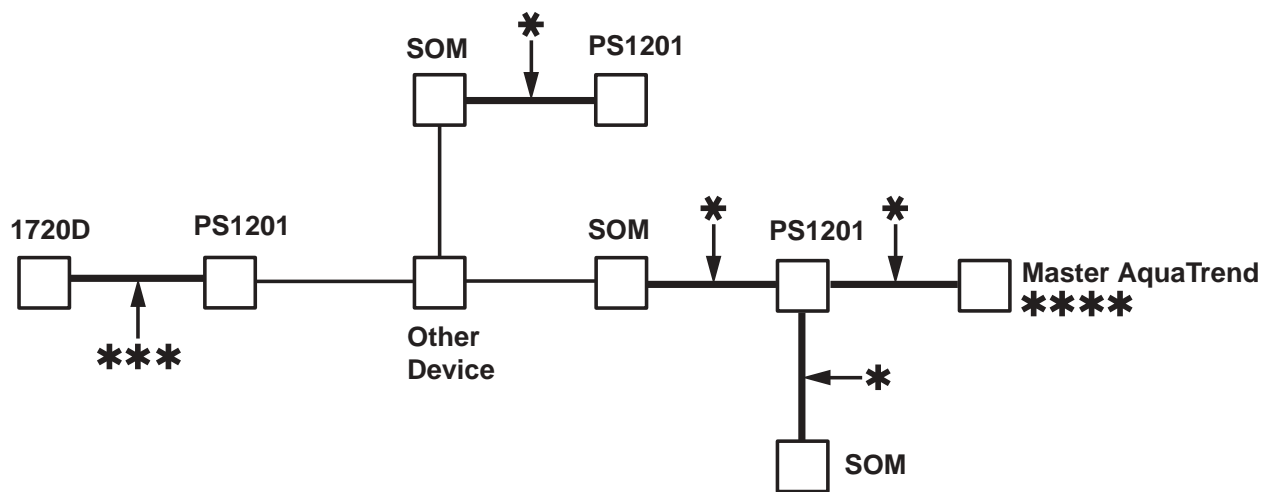 *
SOM
PS1201
1720D
PS1201
SOM
*
PS1201
*
Master AquaTrend
****
Other
Device
***
*
SOM